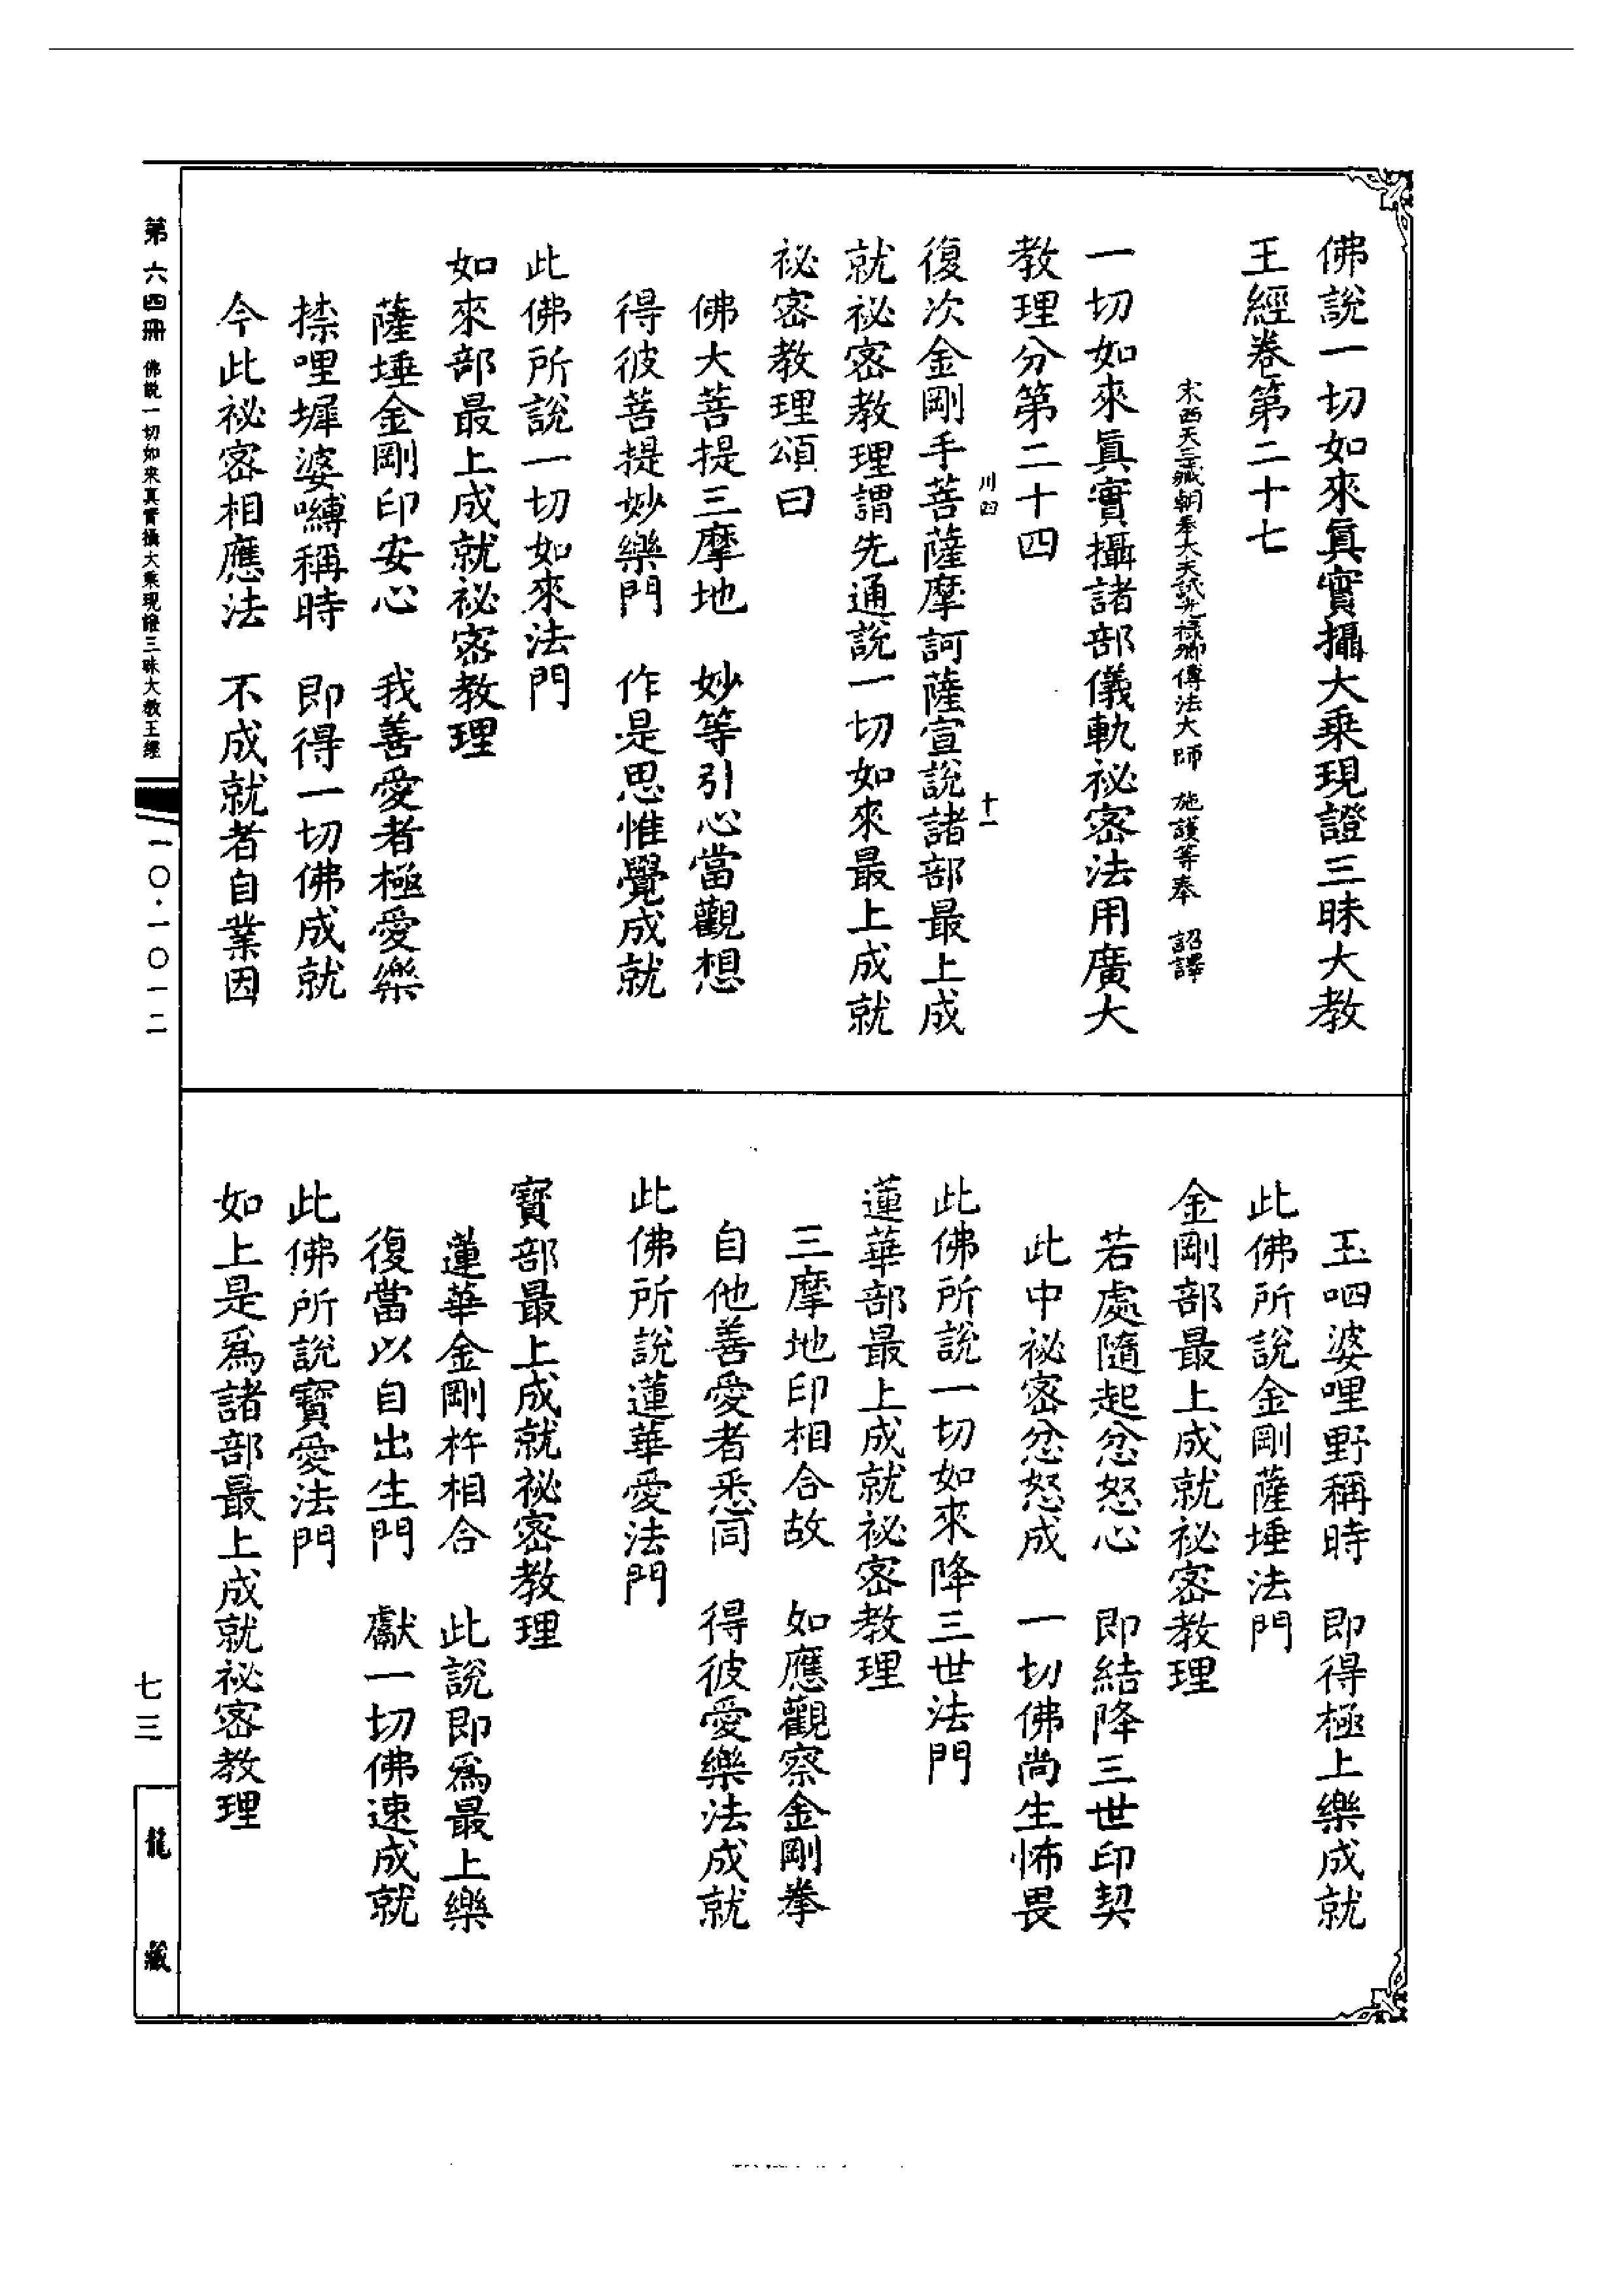 佛說一切如來眞實攝大乘現證三昧大教
王經卷第二十七
宋西天三藏朝奉大夫試光祿卿傳法大師　施護等奉　詔譯
一切如來眞實攝諸部儀軌祕密法用廣大
教理分第二十四
川四　十一
復次金剛手菩薩摩訶薩宣說諸部最上成
就祕密教理謂先通說一切如來最上成就
祕密教理頌曰
佛大菩提三摩地　妙等引心當觀想
得彼菩提妙樂門　作是思惟覺成就
此佛所說一切如來法門
如來部最上成就祕密教理
薩埵金剛印安心　我善愛者極愛樂
捺哩墀婆嚩稱時　即得一切佛成就
今此祕密相應法　不成就者自業因
第六四冊　佛說一切如來真實攝大乘現證三昧大教王經
一〇·一〇一二
玉呬婆哩野稱時　即得極上樂成就
此佛所說金剛薩埵法門
金剛部最上成就祕密教理
若處隨起忿怒心　即結降三世印契
此中祕密忿怒成　一切佛尚生怖畏
此佛所說一切如來降三世法門
蓮華部最上成就祕密教理
三摩地印相合故　如應觀察金剛拳
自他善愛者悉同　得彼愛樂法成就
此佛所說蓮華愛法門
寶部最上成就祕密教理
蓮華金剛杵相合　此說即爲最上樂
復當以自出生門　獻一切佛速成就
此佛所說寶愛法門
如上是爲諸部最上成就祕密教理
七三
龍藏